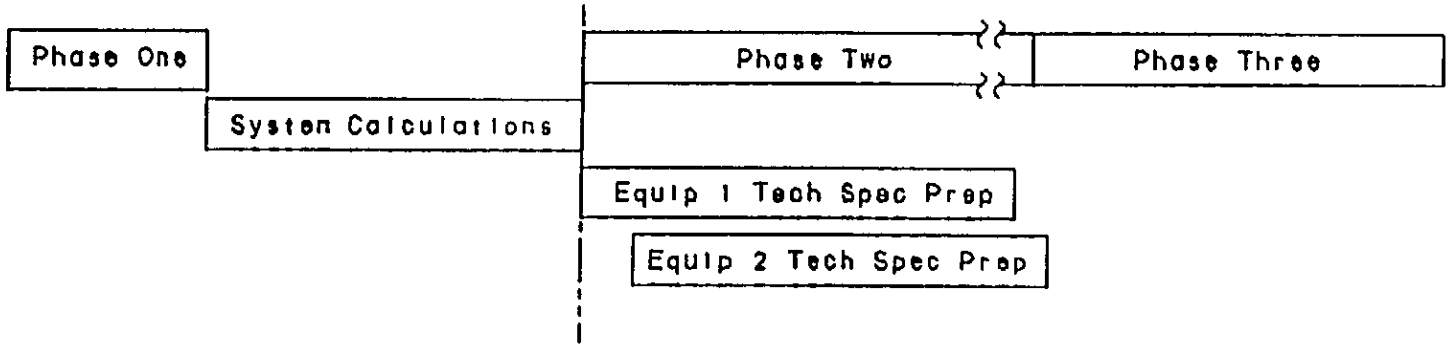 Phase One
Phase Two
Phase Three
System Calculations
Equip 1 Tech Spec Prep
Equip 2 Tech Spec Prep